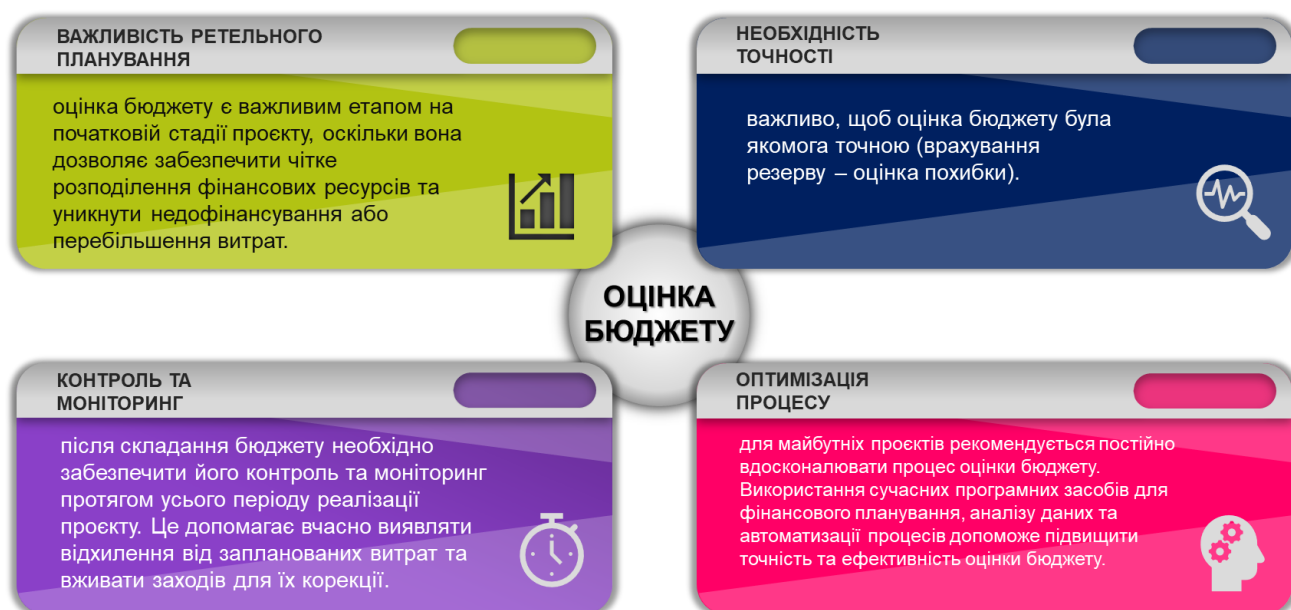 ВАЖЛИВІСТЬ РЕТЕЛЬНОГО
ПЛАНУВАННЯ
оцінка бюджету є важливим етапом на
початковій стадії проєкту, оскільки вона
дозволяє забезпечити чітке
розподілення фінансових ресурсів та
уникнути недофінансування або
перебільшення витрат.
НЕОБХІДНІСТЬ
ТОЧНОСТІ
важливо, щоб оцінка бюджету була
якомога точною (врахування
резерву – оцінка похибки).
ОЦІНКА
БЮДЖЕТУ
КОНТРОЛЬ ТА
МОНІТОРИНГ
після складання бюджету необхідно
забезпечити його контроль та моніторинг
протягом усього періоду реалізації
проєкту. Це допомагає вчасно виявляти
відхилення від запланованих витрат та
вживати заходів для їх корекції.
ОПТИМІЗАЦІЯ
ПРОЦЕСУ
для майбутніх проєктів рекомендується постійно
вдосконалювати процес оцінки бюджету.
Використання сучасних програмних засобів для
фінансового планування, аналізу даних та
автоматизації процесів допоможе підвищити
точність та ефективність оцінки бюджету.